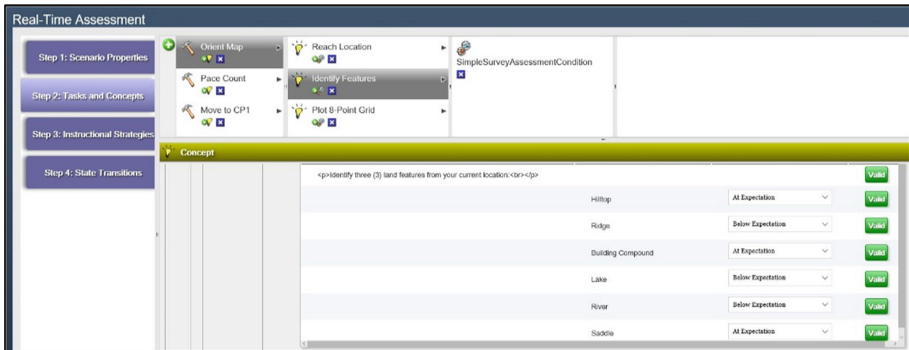 Real-Time Assessment
Step 1: Scenario Properties
Step 2: Tasks and Concepts
Step 3: Instructional Strategies
Step 4: State Transitions
Orient Map
Pace Count
Move to CP1
Reach Location
Identify Features
Plot 8-Point Grid
SimpleSurveyAssessmentCondition
Concept
<p>Identify three (3) land features from your current location:<br></p> Valid
Hilltop At Expectation Valid
Ridge Below Expectation Valid
Building Compound At Expectation Valid
Lake Below Expectation Valid
River Below Expectation Valid
Saddle At Expectation Valid